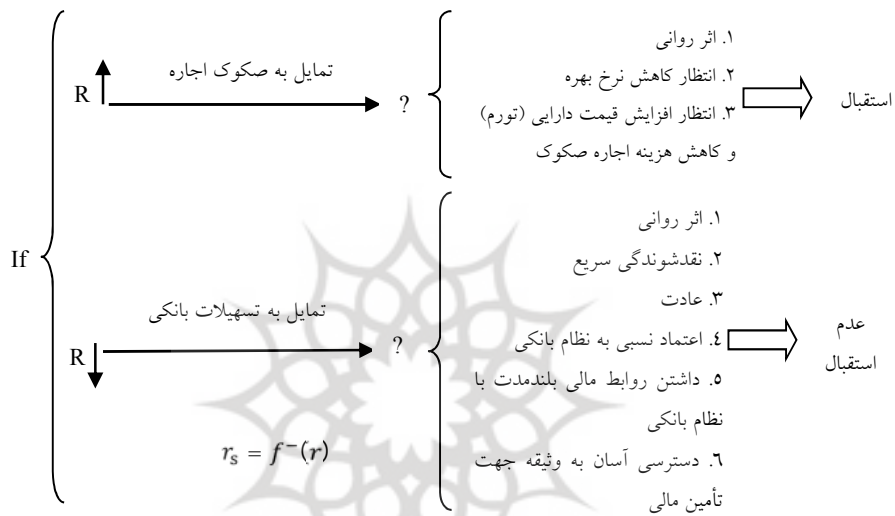 If
R
تمایل به صکوک اجاره
?
۱. اثر روانی
۲. انتظار کاهش نرخ بهره
۳. انتظار افزایش قیمت دارایی (تورم)
و کاهش هزینه اجاره صکوک
استقبال
R
تمایل به تسهیلات بانکی
?
۱. اثر روانی
۲. نقدشوندگی سریع
۳. عادت
٤. اعتماد نسبی به نظام بانکی
۵. داشتن روابط مالی بلندمدت با
نظام بانکی
٦. دسترسی آسان به وثیقه جهت
تأمین مالی
عدم
استقبال
r_s = f⁻(r)